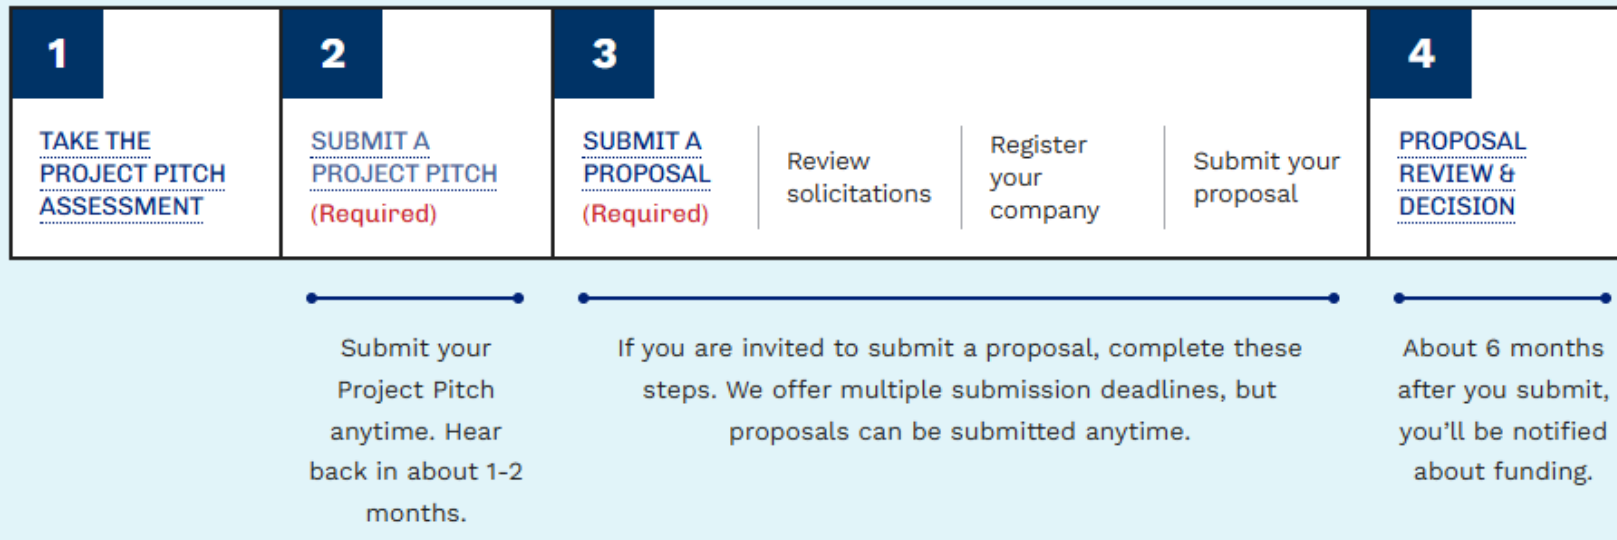 1
TAKE THE
PROJECT PITCH
ASSESSMENT
2
SUBMIT A
PROJECT PITCH
(Required)
Submit your
Project Pitch
anytime. Hear
back in about 1-2
months.
3
SUBMIT A
PROPOSAL
(Required)
Review
solicitations
Register
your
company
Submit your
proposal
If you are invited to submit a proposal, complete these
steps. We offer multiple submission deadlines, but
proposals can be submitted anytime.
4
PROPOSAL
REVIEW &
DECISION
About 6 months
after you submit,
you’ll be notified
about funding.